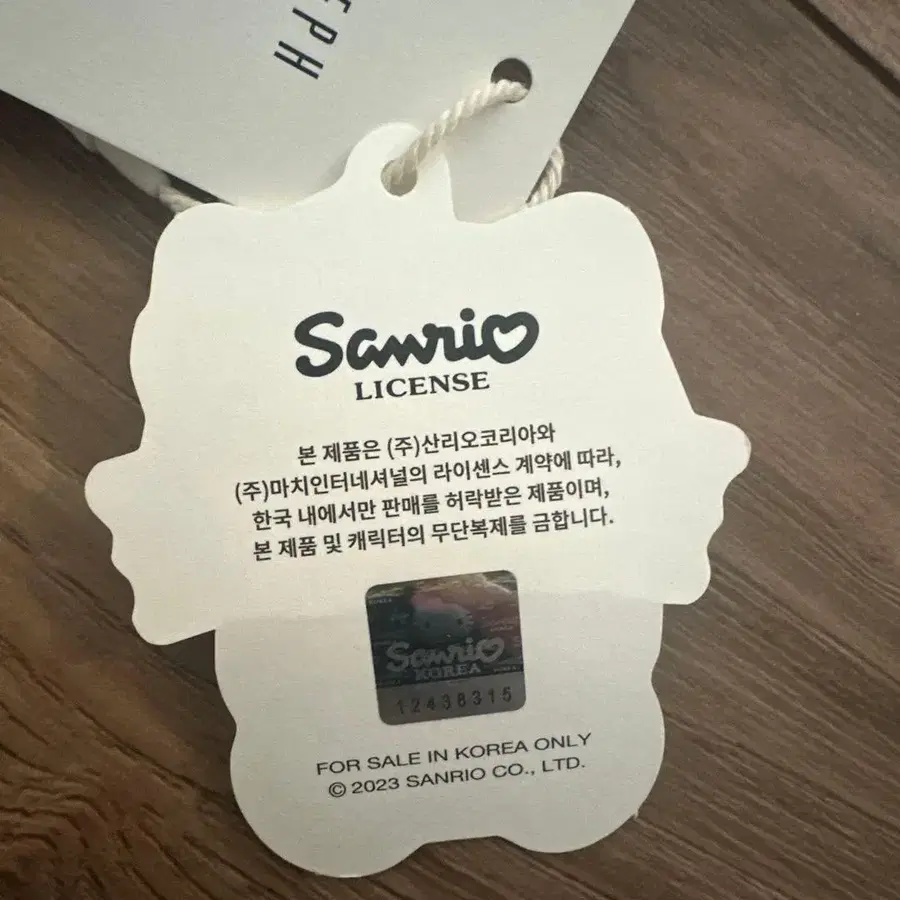 EPH
Sanrio
LICENSE
본 제품은 (주)산리오코리아와
(주)마치인터네셔널의 라이센스 계약에 따라,
한국 내에서만 판매를 허락받은 제품이며,
본 제품 및 캐릭터의 무단복제를 금합니다.
Sanrio
KOREA
12438315
FOR SALE IN KOREA ONLY
© 2023 SANRIO CO., LTD.